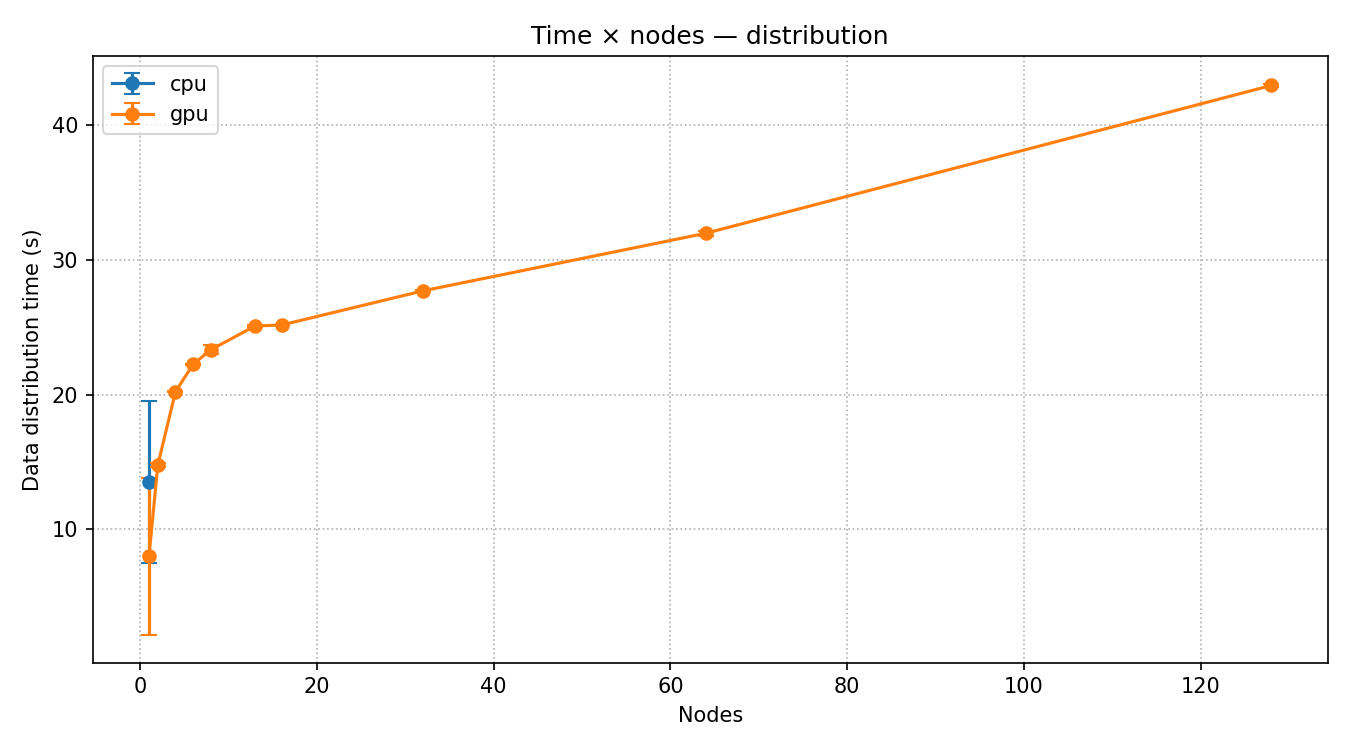 Time × nodes — distribution
cpu
gpu
Data distribution time (s)
40
30
20
10
0 20 40 60 80 100 120
Nodes